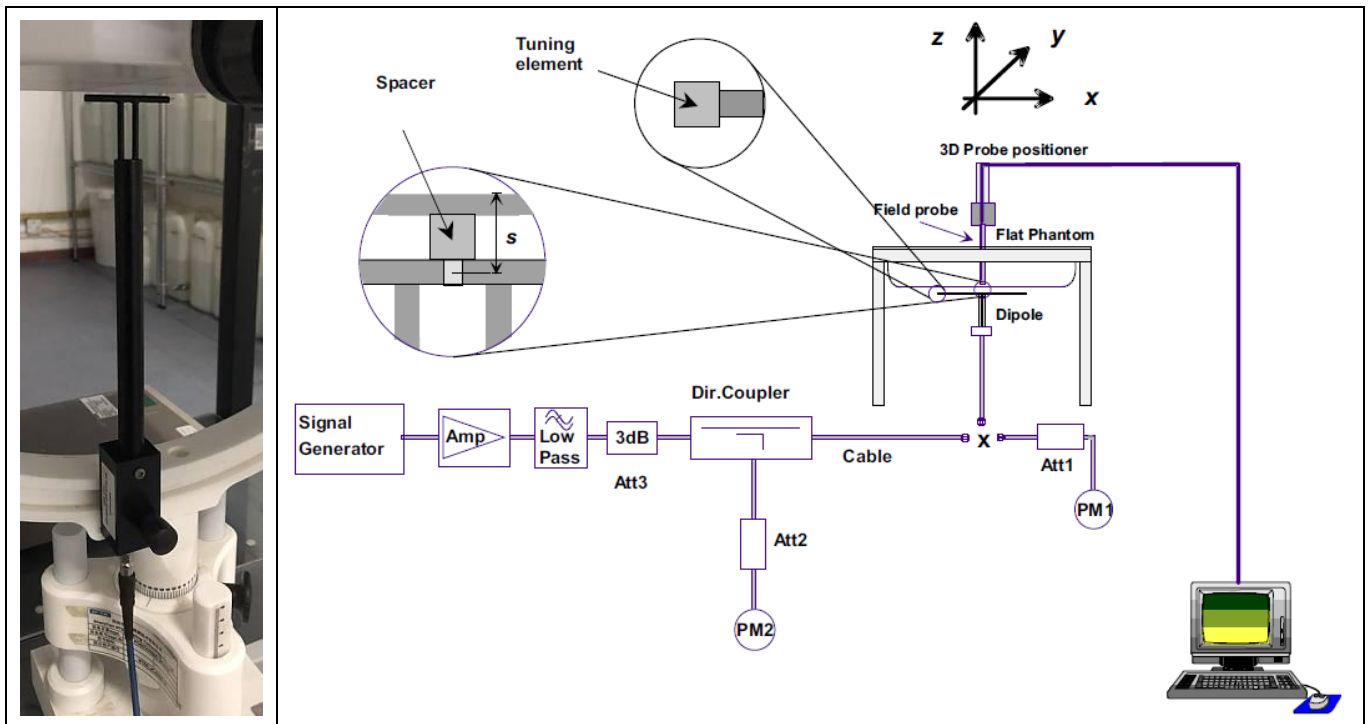 Tuning
element
Spacer
s
z
y
x
3D Probe positioner
Field probe
Flat Phantom
Dipole
Dir.Coupler
Signal
Generator
Amp
Low
Pass
3dB
Att3
Cable
x
Att1
PM1
Att2
PM2